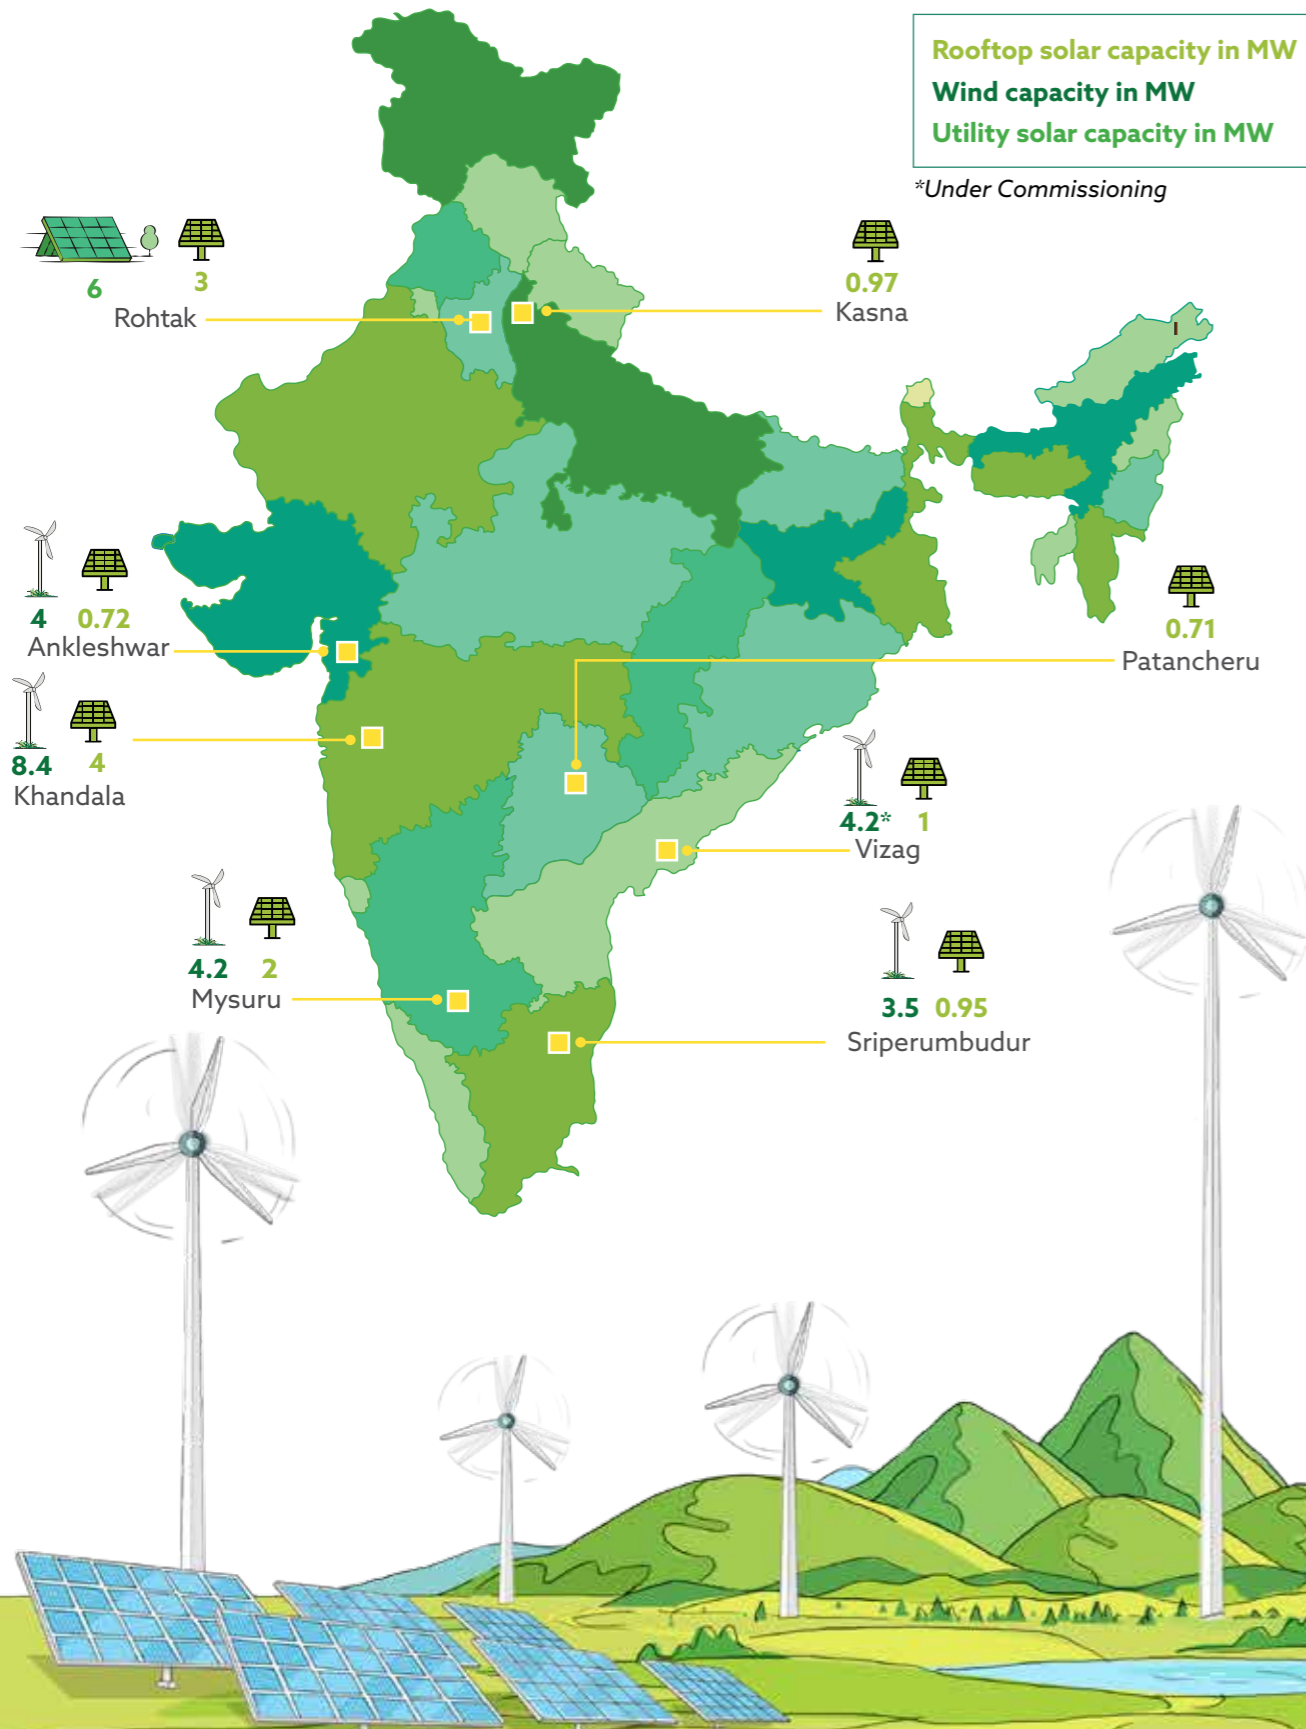 Rooftop solar capacity in MW
Wind capacity in MW
Utility solar capacity in MW
*Under Commissioning
6 3
Rohtak
0.97
Kasna
4 0.72
Ankleshwar
0.71
Patancheru
8.4 4
Khandala
4.2* 1
Vizag
4.2 2
Mysuru
3.5 0.95
Sriperumbudur